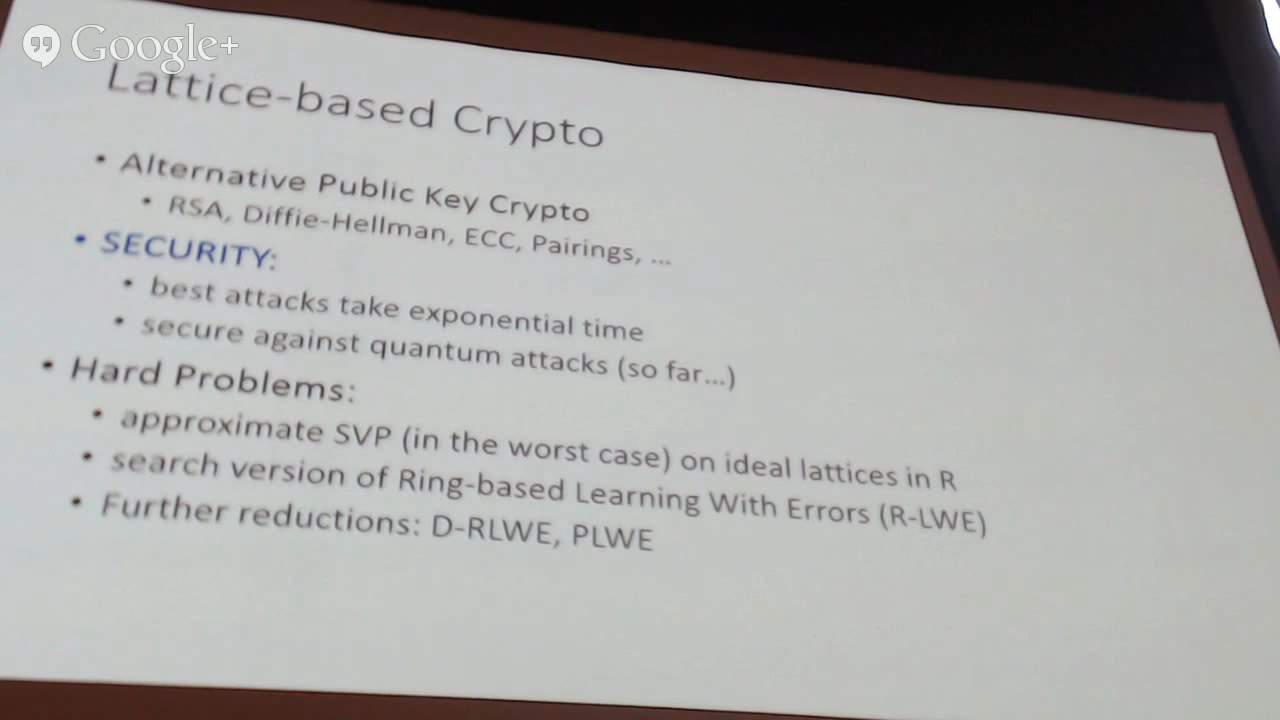 Google+
Lattice-based Crypto
• Alternative Public Key Crypto
• RSA, Diffie-Hellman, ECC, Pairings, ...
• SECURITY:
• best attacks take exponential time
• secure against quantum attacks (so far...)
• Hard Problems:
• approximate SVP (in the worst case) on ideal lattices in R
• search version of Ring-based Learning With Errors (R-LWE)
• Further reductions: D-RLWE, PLWE